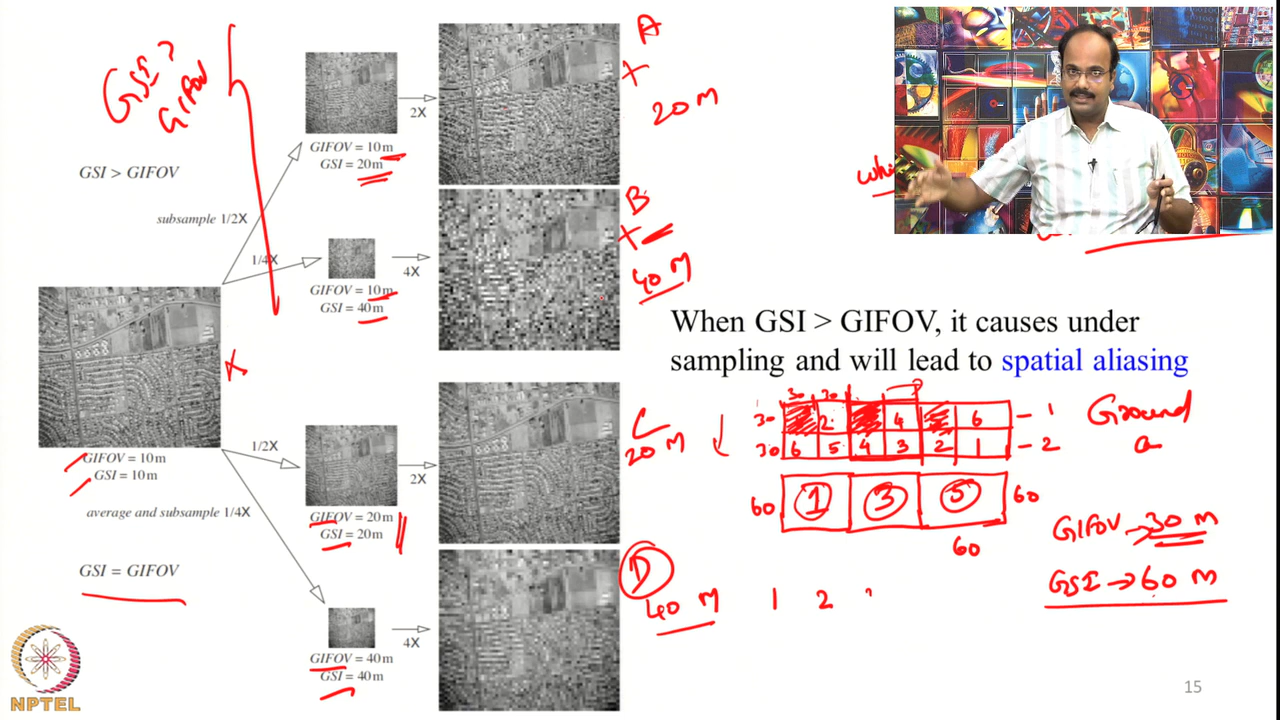 GSI?
GIFOV
GSI > GIFOV
subsample 1/2X
1/4X
GIFOV = 10m
GSI = 20m
2X
A
X
20 M
GIFOV = 10m
GSI = 40m
4X
B
X
40 M
GIFOV = 10m
GSI = 10m
X
1/2X
average and subsample 1/4X
GSI = GIFOV
GIFOV = 20m
GSI = 20m
2X
C
20 M
GIFOV = 40m
GSI = 40m
4X
D
40 M
When GSI > GIFOV, it causes under
sampling and will lead to spatial aliasing
30 30
30 2 4 6 - 1
30 6 5 4 3 2 1 - 2
60 1 3 5 60
60
Ground
a
GIFOV → 30 M
GSI → 60 M
1 2
NPTEL
15